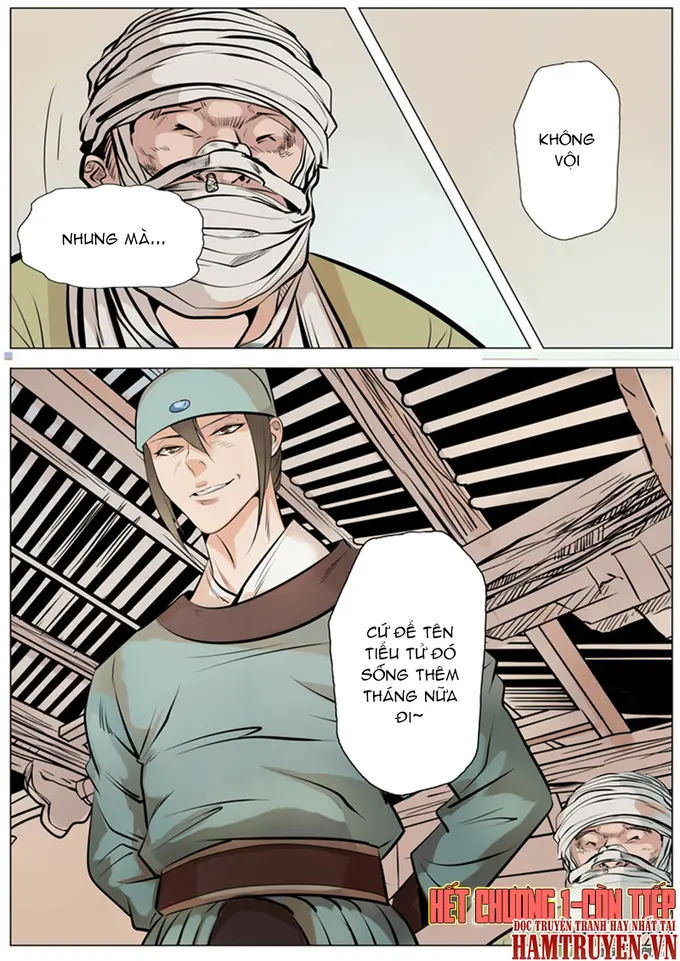 NHƯNG MÀ...
KHÔNG
VỘI
CỨ ĐỂ TÊN
TIỂU TỬ ĐÓ
SỐNG THÊM
THÁNG NỮA
ĐI~
HẾT CHƯƠNG 1-CÒN TIẾP
ĐỌC TRUYỆN TRANH HAY NHẤT TẠI
HAMTRUYEN.VN